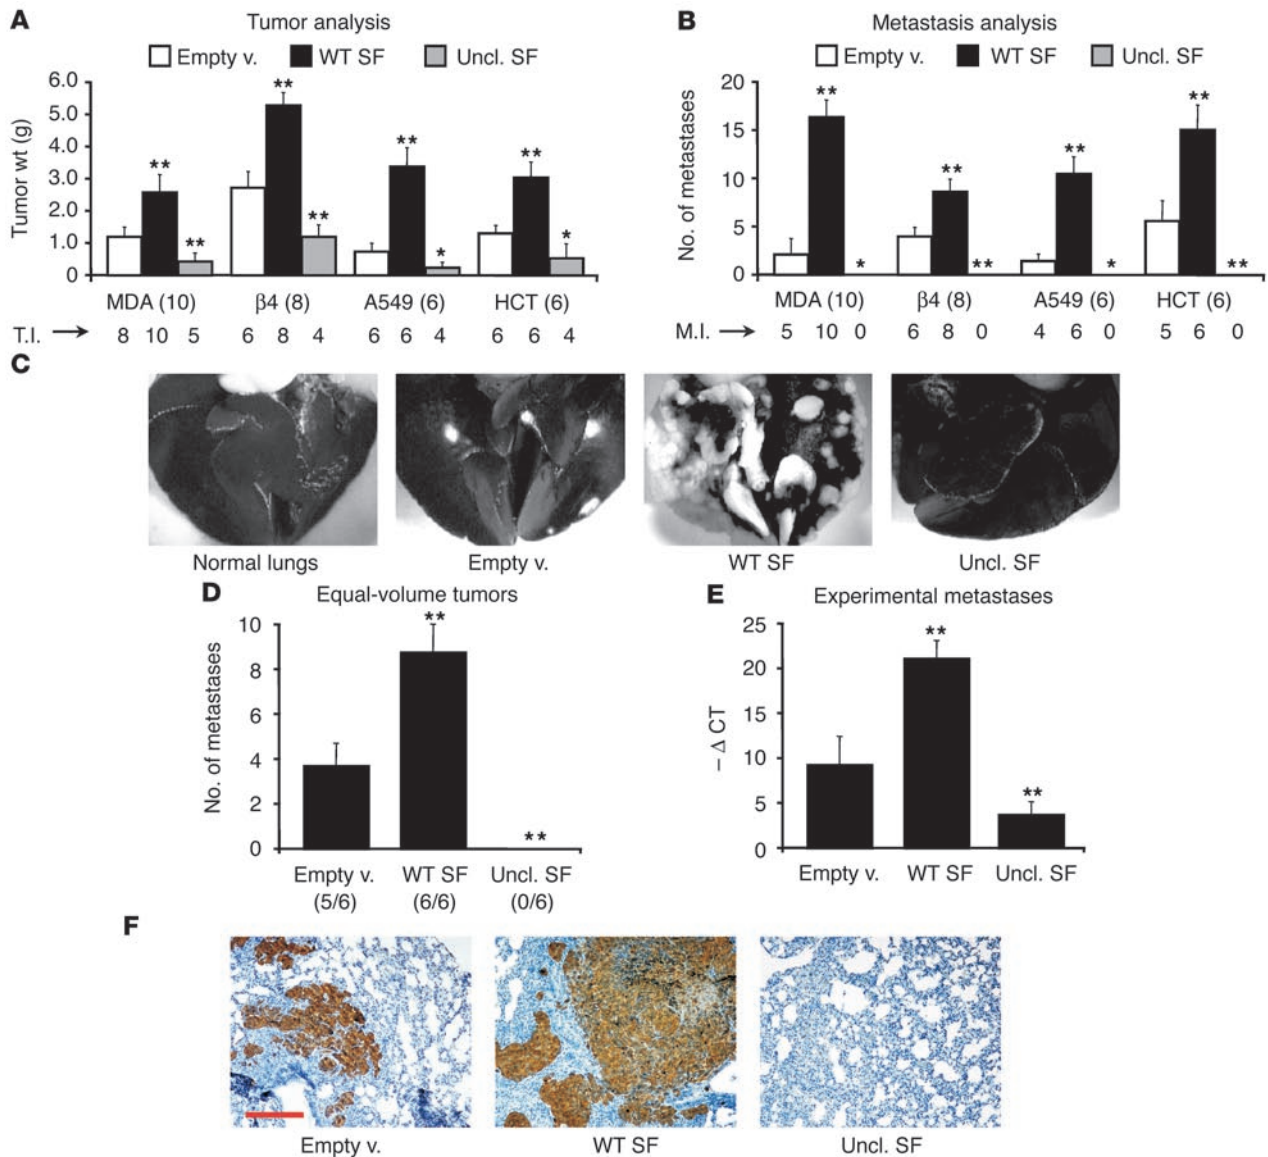 A
Tumor analysis
Empty v. WT SF Uncl. SF
Tumor wt (g)
6.0
5.0
4.0
3.0
2.0
1.0
0
**
**
**
**
**
*
**
*
MDA (10) β4 (8) A549 (6) HCT (6)
T.I. → 8 10 5 6 8 4 6 6 4 6 6 4
B
Metastasis analysis
Empty v. WT SF Uncl. SF
No. of metastases
20
15
10
5
0
**
*
**
**
**
*
**
**
MDA (10) β4 (8) A549 (6) HCT (6)
M.I. → 5 10 0 6 8 0 4 6 0 5 6 0
C
Normal lungs Empty v. WT SF Uncl. SF
D
Equal-volume tumors
No. of metastases
10
8
6
4
2
0
**
**
Empty v. WT SF Uncl. SF
(5/6) (6/6) (0/6)
E
Experimental metastases
– Δ CT
25
20
15
10
5
0
**
**
Empty v. WT SF Uncl. SF
F
Empty v. WT SF Uncl. SF